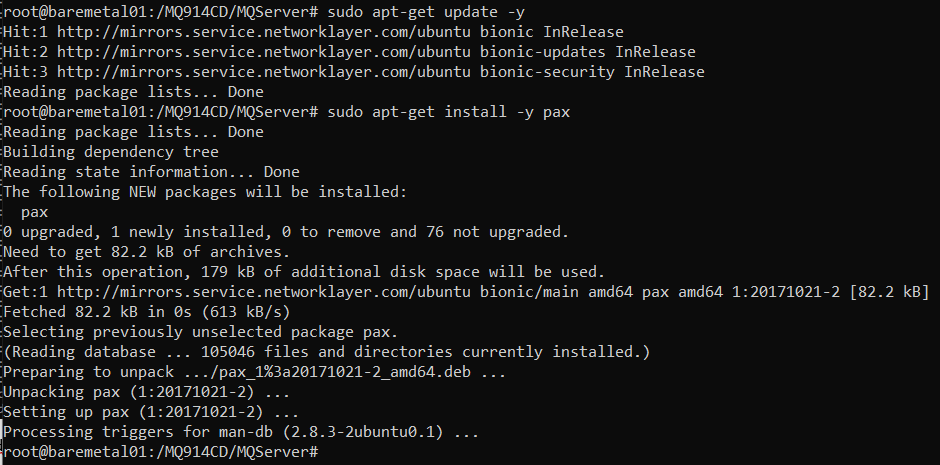 root@baremetal01:/MQ914CD/MQServer# sudo apt-get update -y
Hit:1 http://mirrors.service.networklayer.com/ubuntu bionic InRelease
Hit:2 http://mirrors.service.networklayer.com/ubuntu bionic-updates InRelease
Hit:3 http://mirrors.service.networklayer.com/ubuntu bionic-security InRelease
Reading package lists... Done
root@baremetal01:/MQ914CD/MQServer# sudo apt-get install -y pax
Reading package lists... Done
Building dependency tree
Reading state information... Done
The following NEW packages will be installed:
  pax
0 upgraded, 1 newly installed, 0 to remove and 76 not upgraded.
Need to get 82.2 kB of archives.
After this operation, 179 kB of additional disk space will be used.
Get:1 http://mirrors.service.networklayer.com/ubuntu bionic/main amd64 pax amd64 1:20171021-2 [82.2 kB]
Fetched 82.2 kB in 0s (613 kB/s)
Selecting previously unselected package pax.
(Reading database ... 105046 files and directories currently installed.)
Preparing to unpack .../pax_1%3a20171021-2_amd64.deb ...
Unpacking pax (1:20171021-2) ...
Setting up pax (1:20171021-2) ...
Processing triggers for man-db (2.8.3-2ubuntu0.1) ...
root@baremetal01:/MQ914CD/MQServer#